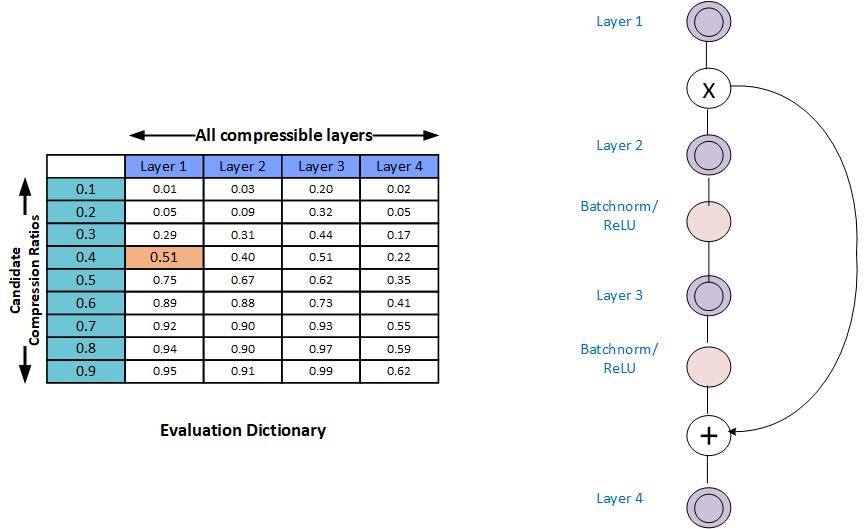 All compressible layers
Layer 1 Layer 2 Layer 3 Layer 4
0.1 0.01 0.03 0.20 0.02
0.2 0.05 0.09 0.32 0.05
0.3 0.29 0.31 0.44 0.17
0.4 0.51 0.40 0.51 0.22
0.5 0.75 0.67 0.62 0.35
0.6 0.89 0.88 0.73 0.41
0.7 0.92 0.90 0.93 0.55
0.8 0.94 0.90 0.97 0.59
0.9 0.95 0.91 0.99 0.62
Candidate
Compression Ratios
Evaluation Dictionary
Layer 1
X
Layer 2
Batchnorm/
ReLU
Layer 3
Batchnorm/
ReLU
+
Layer 4